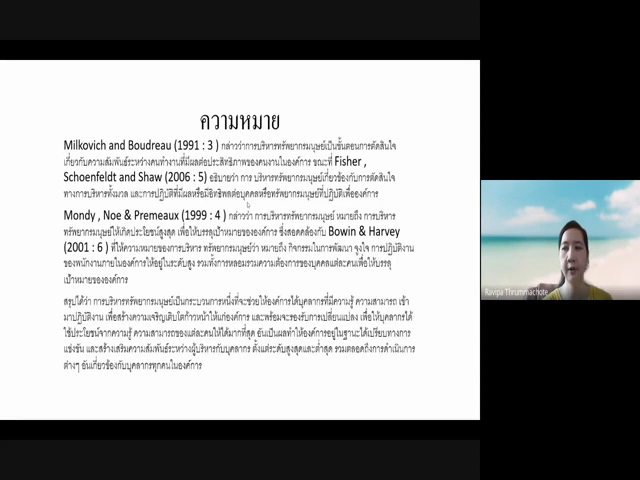 ความหมาย
Milkovich and Boudreau (1991 : 3 ) กล่าวว่าการบริหารทรัพยากรมนุษย์เป็นขั้นตอนการตัดสินใจ
เกี่ยวกับความสัมพันธ์ระหว่างคนทำงานที่มีผลต่อประสิทธิภาพของคนงานในองค์การ ขณะที่ Fisher ,
Schoenfeldt and Shaw (2006 : 5) อธิบายว่า การ บริหารทรัพยากรมนุษย์เกี่ยวข้องกับการตัดสินใจ
ทางการบริหารทั้งมวล และการปฏิบัติที่มีผลหรือมีอิทธิพลต่อบุคคลหรือทรัพยากรมนุษย์ที่ปฏิบัติเพื่อองค์การ
Mondy , Noe & Premeaux (1999 : 4 ) กล่าวว่า การบริหารทรัพยากรมนุษย์ หมายถึง การบริหาร
ทรัพยากรมนุษย์ให้เกิดประโยชน์สูงสุด เพื่อให้บรรลุเป้าหมายขององค์การ ซึ่งสอดคล้องกับ Bowin & Harvey
(2001 : 6 ) ที่ให้ความหมายของการบริหาร ทรัพยากรมนุษย์ว่า หมายถึง กิจกรรมในการพัฒนา จูงใจ การปฏิบัติงาน
ของพนักงานภายในองค์การให้อยู่ในระดับสูง รวมทั้งการหลอมรวมความต้องการของบุคคลแต่ละคนเพื่อให้บรรลุ
เป้าหมายขององค์การ
สรุปได้ว่า การบริหารทรัพยากรมนุษย์เป็นกระบวนการหนึ่งที่จะช่วยให้องค์การได้บุคลากรที่มีความรู้ ความสามารถ เข้า
มาปฏิบัติงาน เพื่อสร้างความเจริญเติบโตก้าวหน้าให้แก่องค์การ และพร้อมจะรองรับการเปลี่ยนแปลง เพื่อให้บุคลากรได้
ใช้ประโยชน์จากความรู้ ความสามารถของแต่ละคนให้ได้มากที่สุด อันเป็นผลทำให้องค์การอยู่ในฐานะได้เปรียบทางการ
แข่งขัน และสร้างเสริมความสัมพันธ์ระหว่างผู้บริหารกับบุคลากร ตั้งแต่ระดับสูงสุดและต่ำสุด รวมตลอดถึงการดำเนินการ
ต่างๆ อันเกี่ยวข้องกับบุคลากรทุกคนในองค์การ
Ravipa Thrummachote